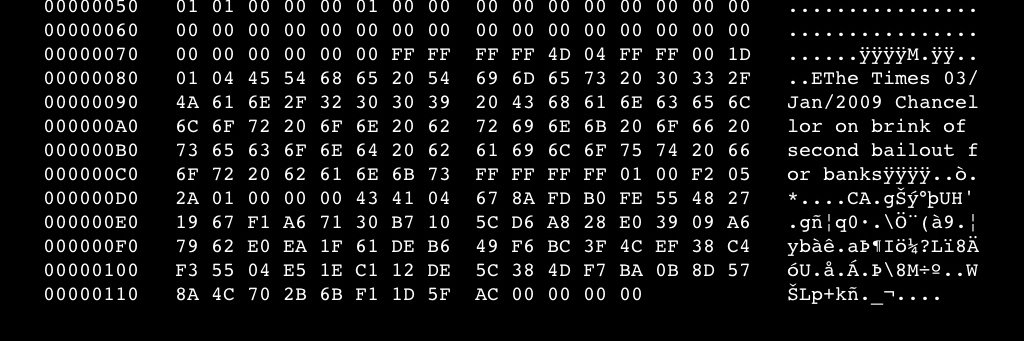 00000050 01 01 00 00 00 01 00 00 00 00 00 00 00 00 00 00 ................
00000060 00 00 00 00 00 00 00 00 00 00 00 00 00 00 00 00 ................
00000070 00 00 00 00 00 00 FF FF FF FF 4D 04 FF FF 00 1D ......ÿÿÿÿM.ÿÿ..
00000080 01 04 45 54 68 65 20 54 69 6D 65 73 20 30 33 2F ..EThe Times 03/
00000090 4A 61 6E 2F 32 30 30 39 20 43 68 61 6E 63 65 6C Jan/2009 Chancel
000000A0 6C 6F 72 20 6F 6E 20 62 72 69 6E 6B 20 6F 66 20 lor on brink of
000000B0 73 65 63 6F 6E 64 20 62 61 69 6C 6F 75 74 20 66 second bailout f
000000C0 6F 72 20 62 61 6E 6B 73 FF FF FF FF 01 00 F2 05 or banksÿÿÿÿ..ò.
000000D0 2A 01 00 00 00 43 41 04 67 8A FD B0 FE 55 48 27 *....CA.gŠý°þUH'
000000E0 19 67 F1 A6 71 30 B7 10 5C D6 A8 28 E0 39 09 A6 .gñ¦q0·.\Ö¨(à9.¦
000000F0 79 62 E0 EA 1F 61 DE B6 49 F6 BC 3F 4C EF 38 C4 ybàê.aÞ¶Iö¼?Lï8Ä
00000100 F3 55 04 E5 1E C1 12 DE 5C 38 4D F7 BA 0B 8D 57 óU.å.Á.Þ\8M÷º..W
00000110 8A 4C 70 2B 6B F1 1D 5F AC 00 00 00 00 ŠLp+kñ._¬....